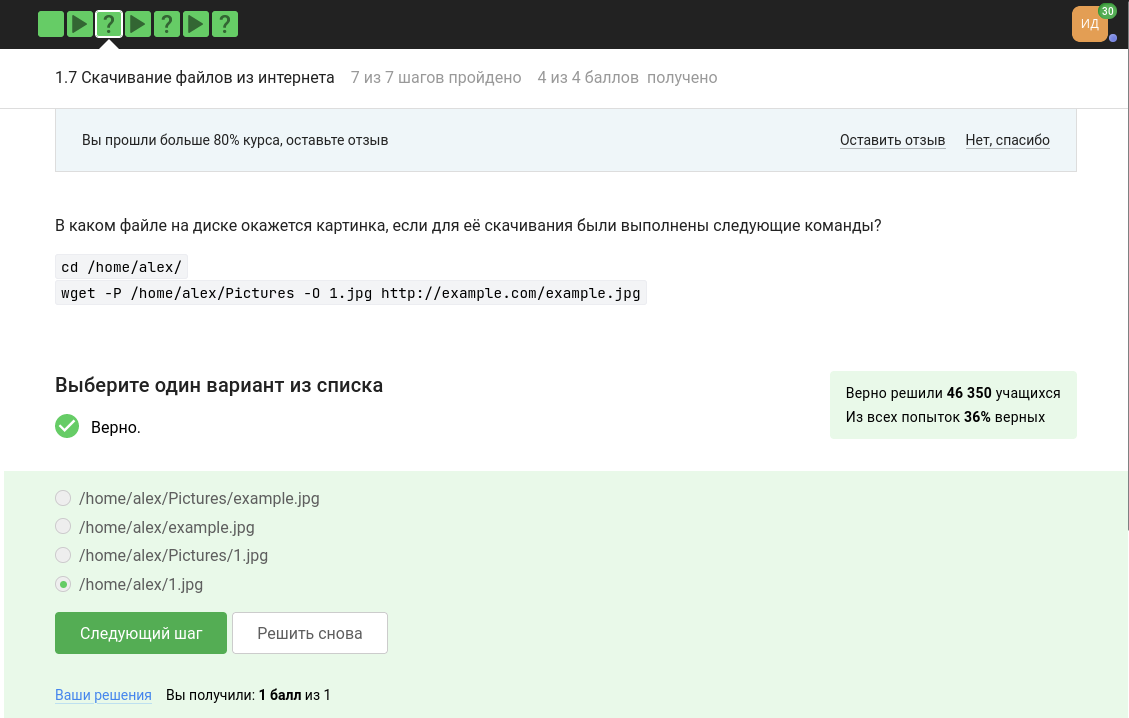 ? ? ?
ИД 30
1.7 Скачивание файлов из интернета 7 из 7 шагов пройдено 4 из 4 баллов получено
Вы прошли больше 80% курса, оставьте отзыв Оставить отзыв Нет, спасибо
В каком файле на диске окажется картинка, если для её скачивания были выполнены следующие команды?
cd /home/alex/
wget -P /home/alex/Pictures -O 1.jpg http://example.com/example.jpg
Выберите один вариант из списка
Верно.
Верно решили 46 350 учащихся
Из всех попыток 36% верных
/home/alex/Pictures/example.jpg
/home/alex/example.jpg
/home/alex/Pictures/1.jpg
/home/alex/1.jpg
Следующий шаг Решить снова
Ваши решения Вы получили: 1 балл из 1